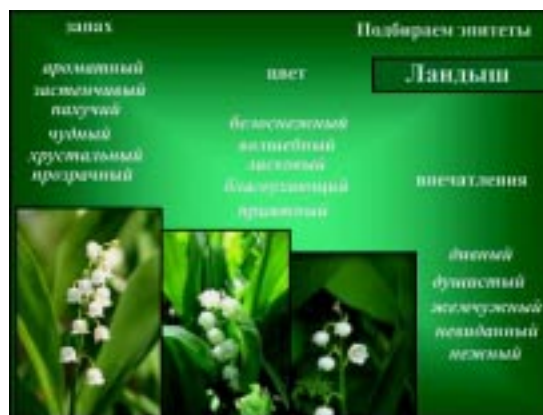 запах
ароматный
застенчивый
пахучий
чудный
хрустальный
прозрачный
цвет
белоснежный
волшебный
ласковый
благоухающий
приятный
Подбираем эпитеты
Ландыш
впечатления
дивный
душистый
жемчужный
невиданный
нежный